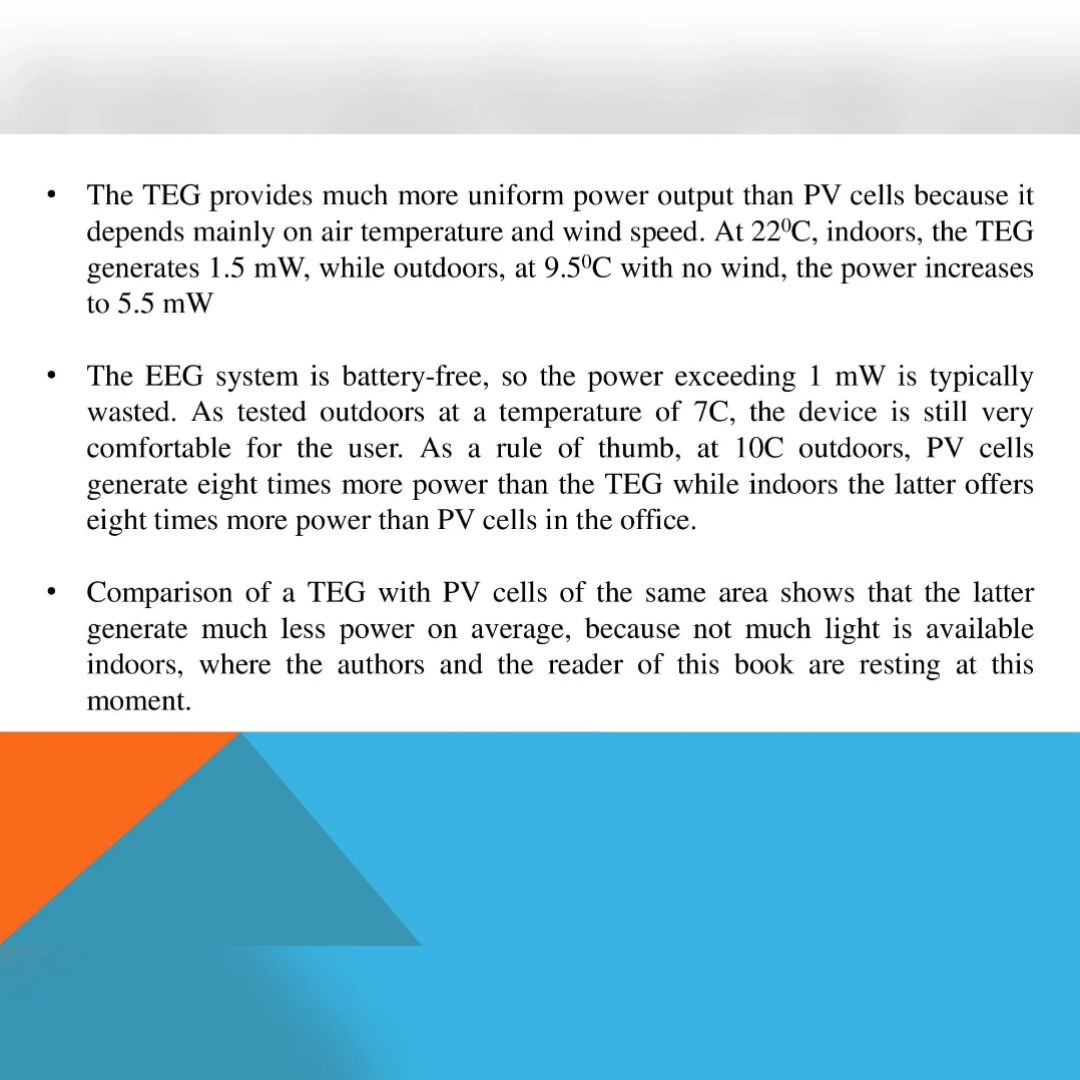 • The TEG provides much more uniform power output than PV cells because it
depends mainly on air temperature and wind speed. At 22⁰C, indoors, the TEG
generates 1.5 mW, while outdoors, at 9.5⁰C with no wind, the power increases
to 5.5 mW
• The EEG system is battery-free, so the power exceeding 1 mW is typically
wasted. As tested outdoors at a temperature of 7C, the device is still very
comfortable for the user. As a rule of thumb, at 10C outdoors, PV cells
generate eight times more power than the TEG while indoors the latter offers
eight times more power than PV cells in the office.
• Comparison of a TEG with PV cells of the same area shows that the latter
generate much less power on average, because not much light is available
indoors, where the authors and the reader of this book are resting at this
moment.